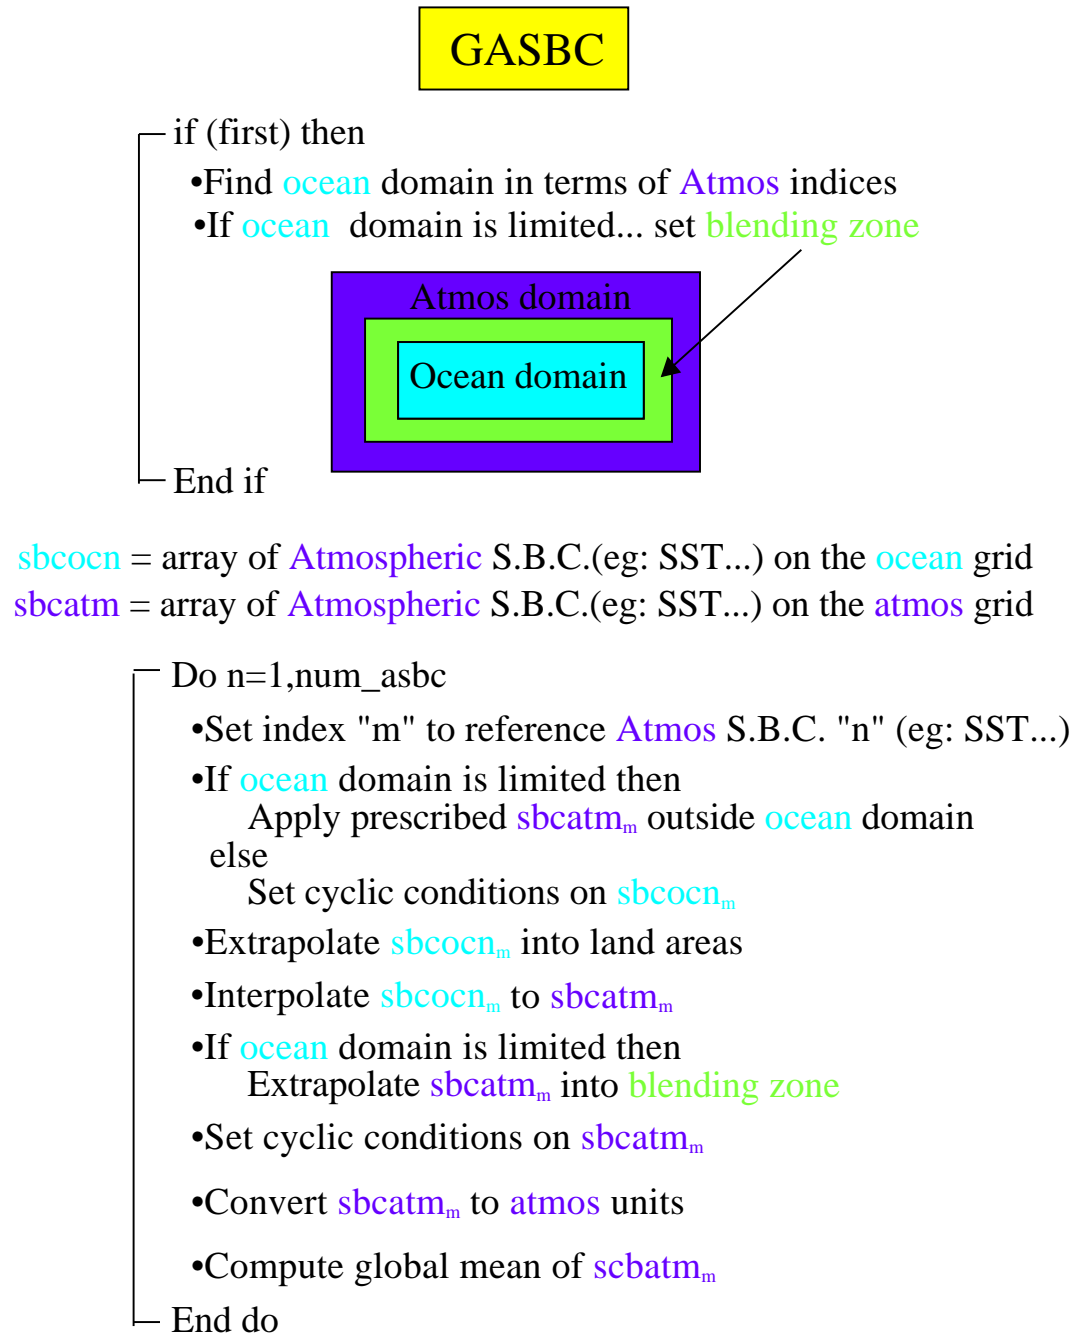 GASBC
if (first) then
•Find ocean domain in terms of Atmos indices
•If ocean domain is limited... set blending zone
Atmos domain
Ocean domain
End if
sbcocn = array of Atmospheric S.B.C.(eg: SST...) on the ocean grid
sbcatm = array of Atmospheric S.B.C.(eg: SST...) on the atmos grid
Do n=1,num_asbc
•Set index "m" to reference Atmos S.B.C. "n" (eg: SST...)
•If ocean domain is limited then
Apply prescribed sbcatmm outside ocean domain
else
Set cyclic conditions on sbcocnm
•Extrapolate sbcocnm into land areas
•Interpolate sbcocnm to sbcatmm
•If ocean domain is limited then
Extrapolate sbcatmm into blending zone
•Set cyclic conditions on sbcatmm
•Convert sbcatmm to atmos units
•Compute global mean of scbatmm
End do